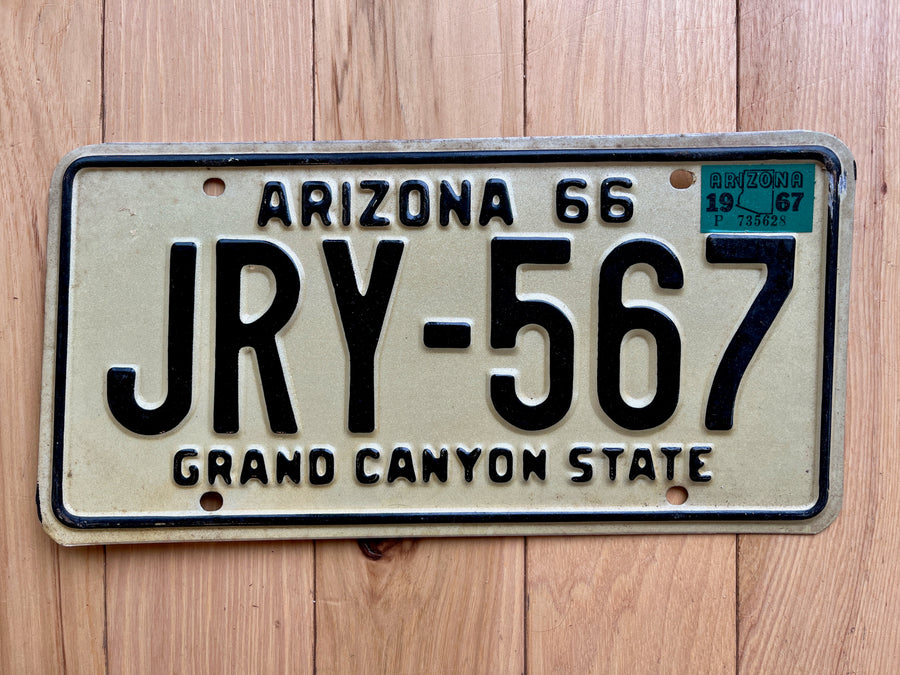 ARIZONA 66
ARIZONA
19 67
P 735628
JRY-567
GRAND CANYON STATE